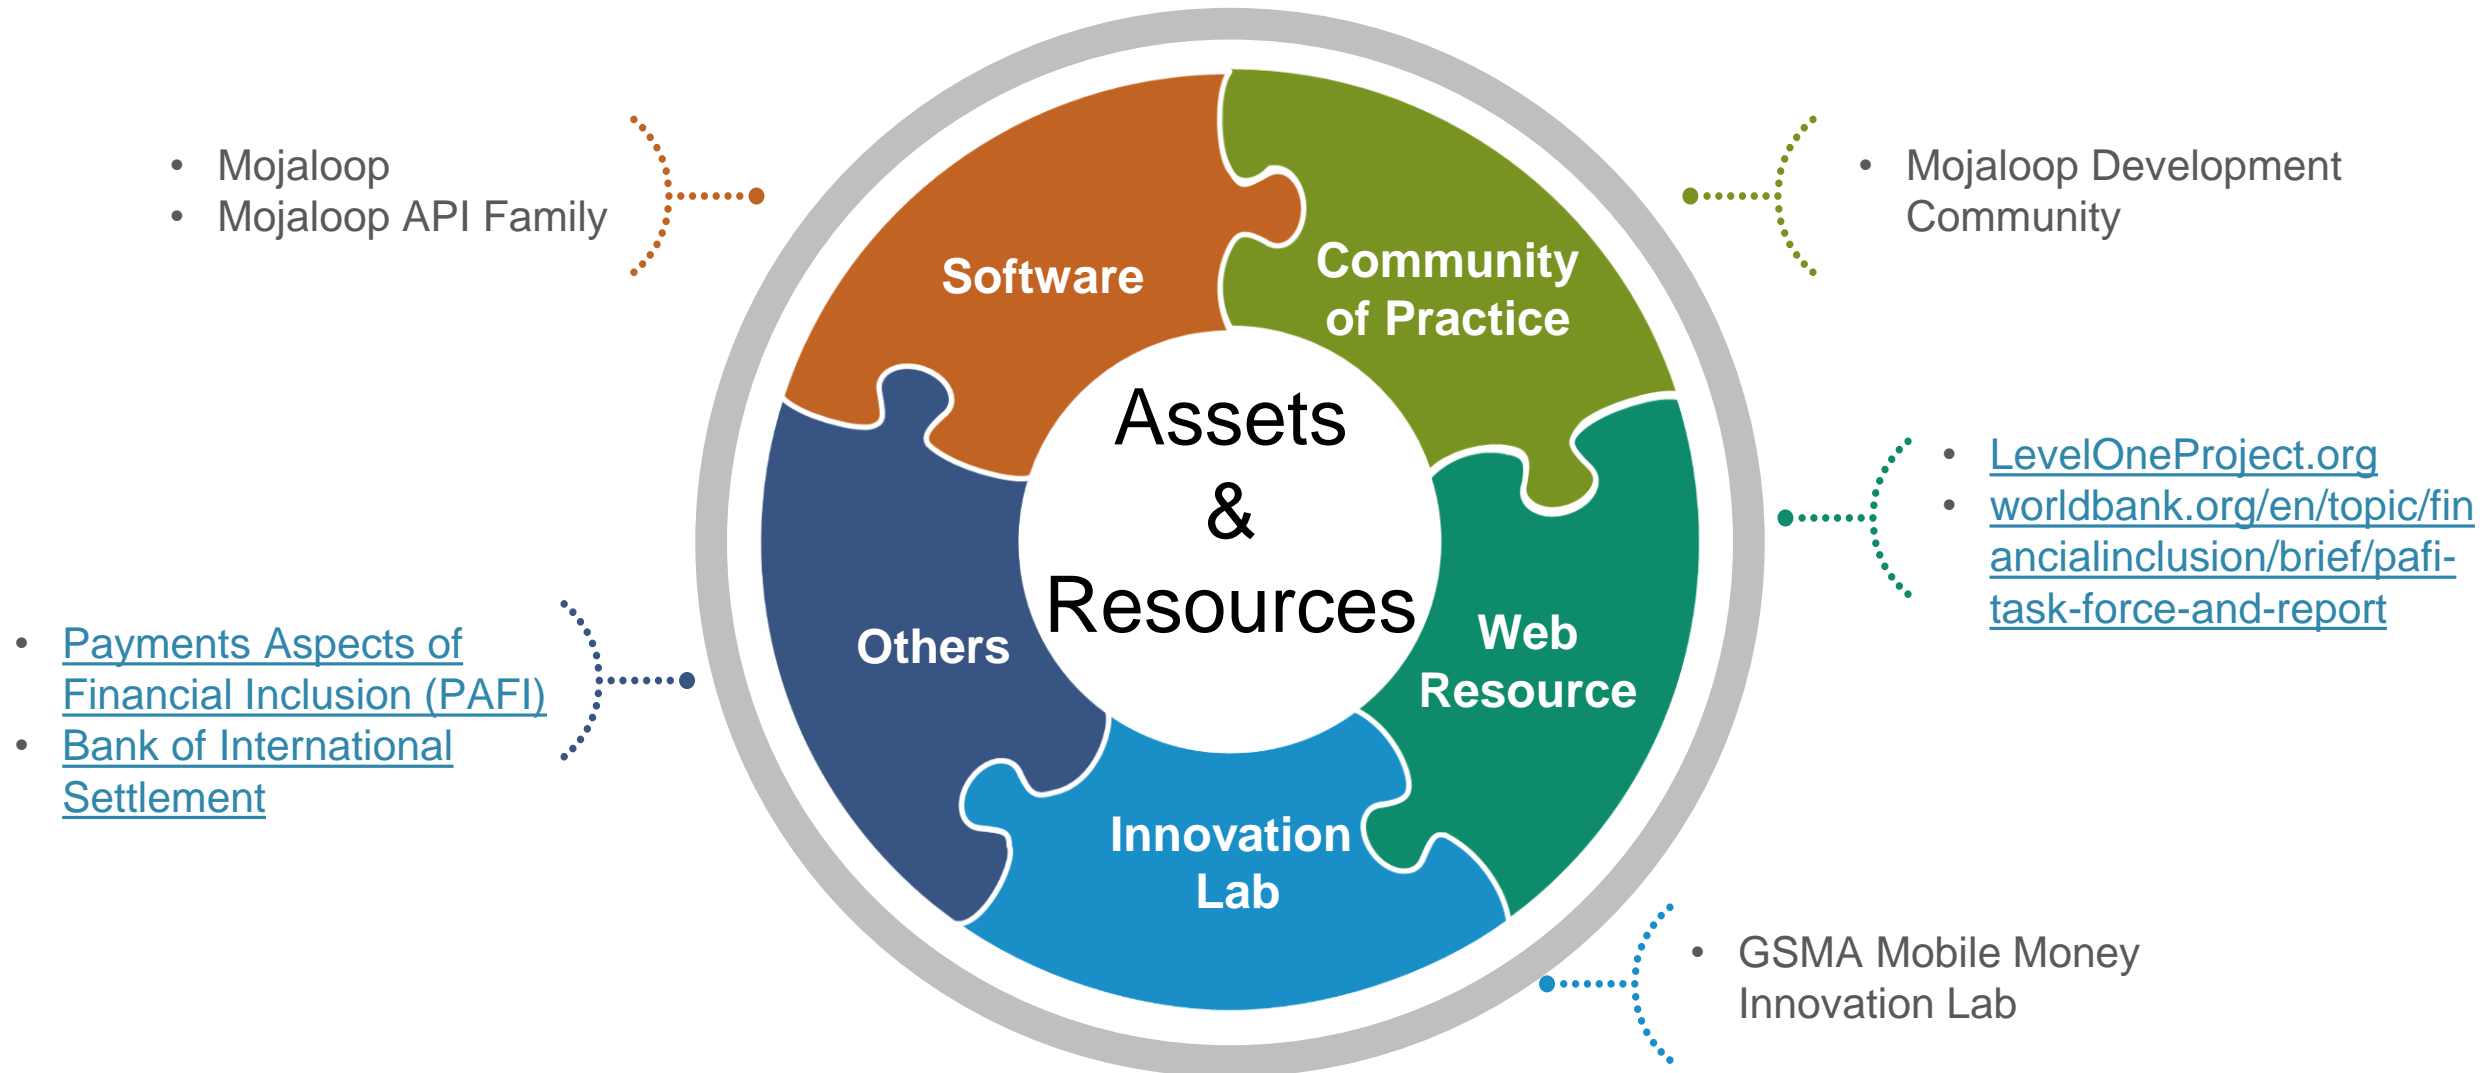 • Mojaloop
• Mojaloop API Family
• Mojaloop Development
Community
Software
Community
of Practice
Assets
&
Resources
• LevelOneProject.org
• worldbank.org/en/topic/fin
ancialinclusion/brief/pafi-
task-force-and-report
Others
Web
Resource
• Payments Aspects of
Financial Inclusion (PAFI)
• Bank of International
Settlement
Innovation
Lab
• GSMA Mobile Money
Innovation Lab